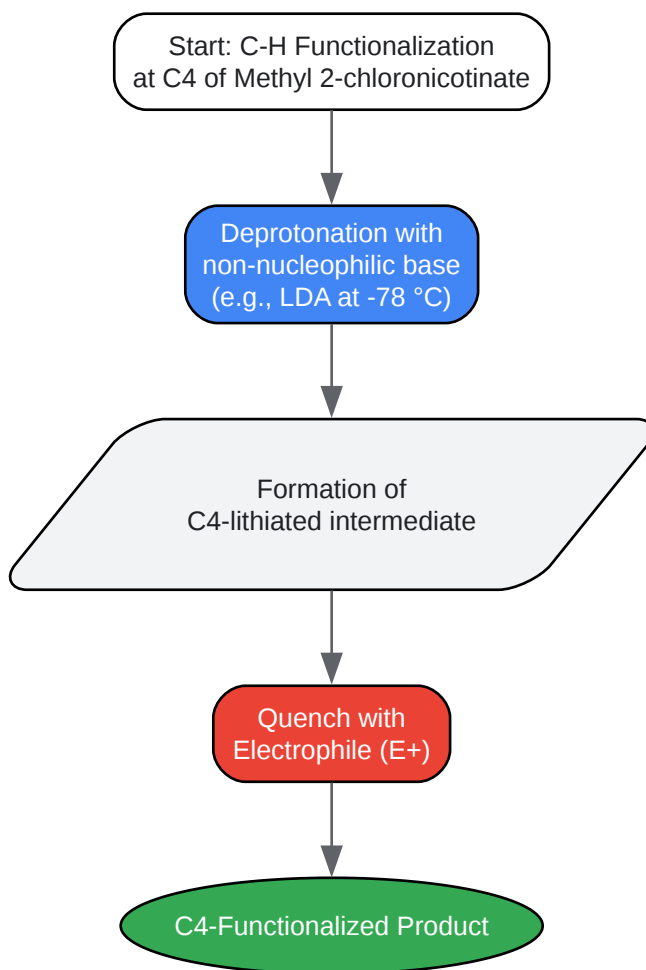 Start: C-H Functionalization
at C4 of Methyl 2-chloronicotinate
Deprotonation with
non-nucleophilic base
(e.g., LDA at -78 °C)
Formation of
C4-lithiated intermediate
Quench with
Electrophile (E+)
C4-Functionalized Product